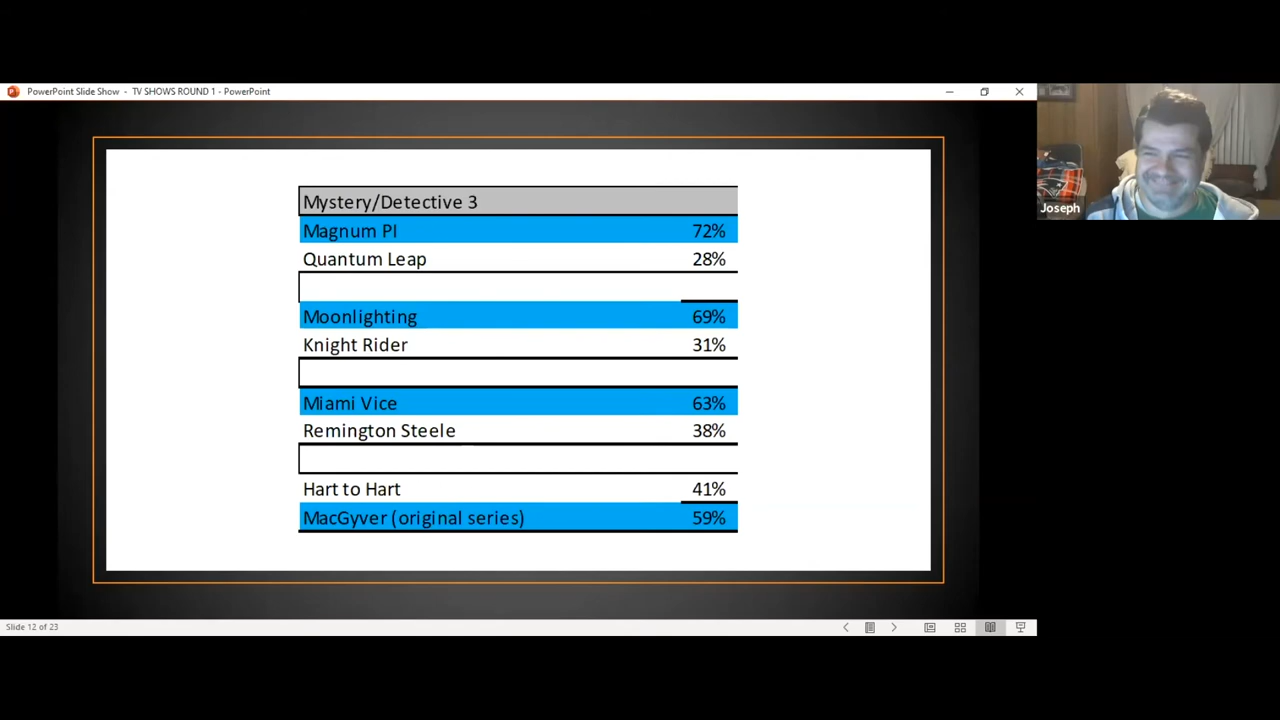 PowerPoint Slide Show - TV SHOWS ROUND 1 - PowerPoint
Joseph
Mystery/Detective 3
Magnum PI 72%
Quantum Leap 28%
Moonlighting 69%
Knight Rider 31%
Miami Vice 63%
Remington Steele 38%
Hart to Hart 41%
MacGyver (original series) 59%
Slide 12 of 23